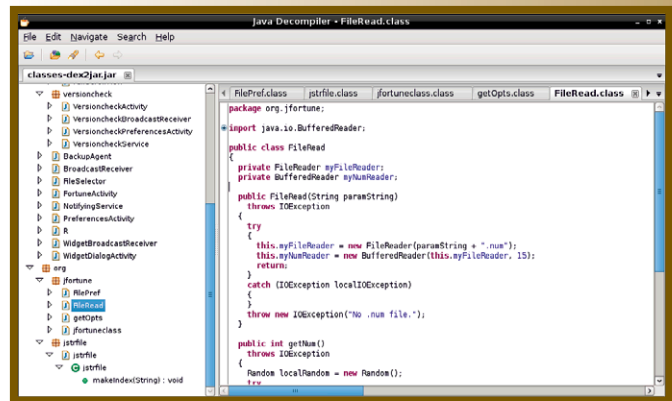 Java Decompiler - FileRead.class
File Edit Navigate Search Help
classes-dex2jar.jar
versioncheck
VersioncheckActivity
VersioncheckBroadcastReceiver
VersioncheckPreferencesActivity
VersioncheckService
BackupAgent
BroadcastReceiver
FileSelector
FortuneActivity
NotifyingService
PreferencesActivity
R
WidgetBroadcastReceiver
WidgetDialogActivity
org
jfortune
FilePref
FileRead
getOpts
jfortuneclass
jstrfile
jstrfile
jstrfile
makeIndex(String) : void
FilePref.class jstrfile.class jfortuneclass.class getOpts.class FileRead.class
package org.jfortune;
import java.io.BufferedReader;
public class FileRead
{
private FileReader myFileReader;
private BufferedReader myNumReader;
public FileRead(String paramString)
throws IOException
{
try
{
this.myFileReader = new FileReader(paramString + ".num");
this.myNumReader = new BufferedReader(this.myFileReader, 15);
return;
}
catch (IOException localIOException)
{
}
throw new IOException("No .num file.");
}
public int getNum()
throws IOException
{
Random localRandom = new Random();
try